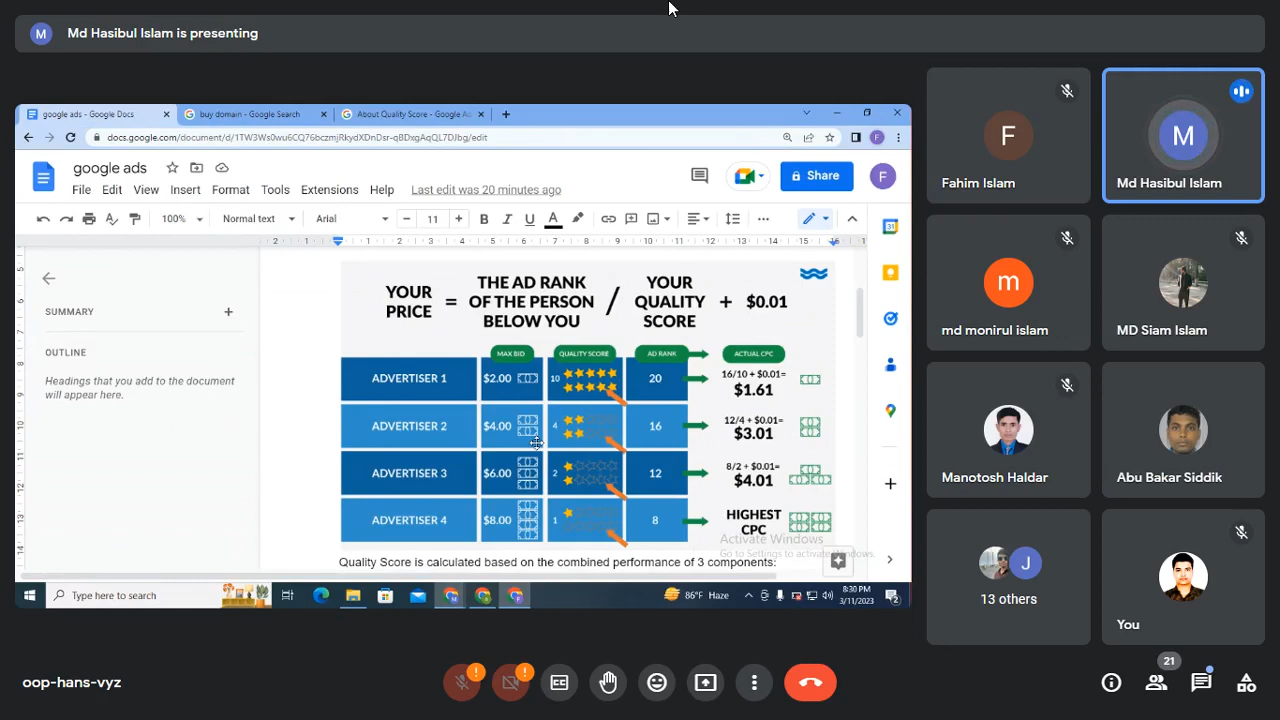 Md Hasibul Islam is presenting
google ads - Google Docs
buy domain - Google Search
About Quality Score - Google Ad
docs.google.com/document/d/1TW3Ws0wu6CQ76bczmjRkydXDnDsr-qBDxgAqQL7DJbg/edit
google ads
File Edit View Insert Format Tools Extensions Help Last edit was 20 minutes ago
Share
100% Normal text Arial 11
SUMMARY
OUTLINE
Headings that you add to the document
will appear here.
YOUR PRICE = THE AD RANK OF THE PERSON BELOW YOU / YOUR QUALITY SCORE + $0.01
MAX BID QUALITY SCORE AD RANK ACTUAL CPC
ADVERTISER 1 $2.00 10 20 16/10 + $0.01= $1.61
ADVERTISER 2 $4.00 4 16 12/4 + $0.01= $3.01
ADVERTISER 3 $6.00 2 12 8/2 + $0.01= $4.01
ADVERTISER 4 $8.00 1 8 HIGHEST CPC
Activate Windows
Go to Settings to activate Windows.
Quality Score is calculated based on the combined performance of 3 components:
Type here to search
86°F Haze
8:30 PM
3/11/2023
2
F
Fahim Islam
M
Md Hasibul Islam
m
md monirul islam
MD Siam Islam
Manotosh Haldar
Abu Bakar Siddik
J
13 others
You
oop-hans-vyz
21